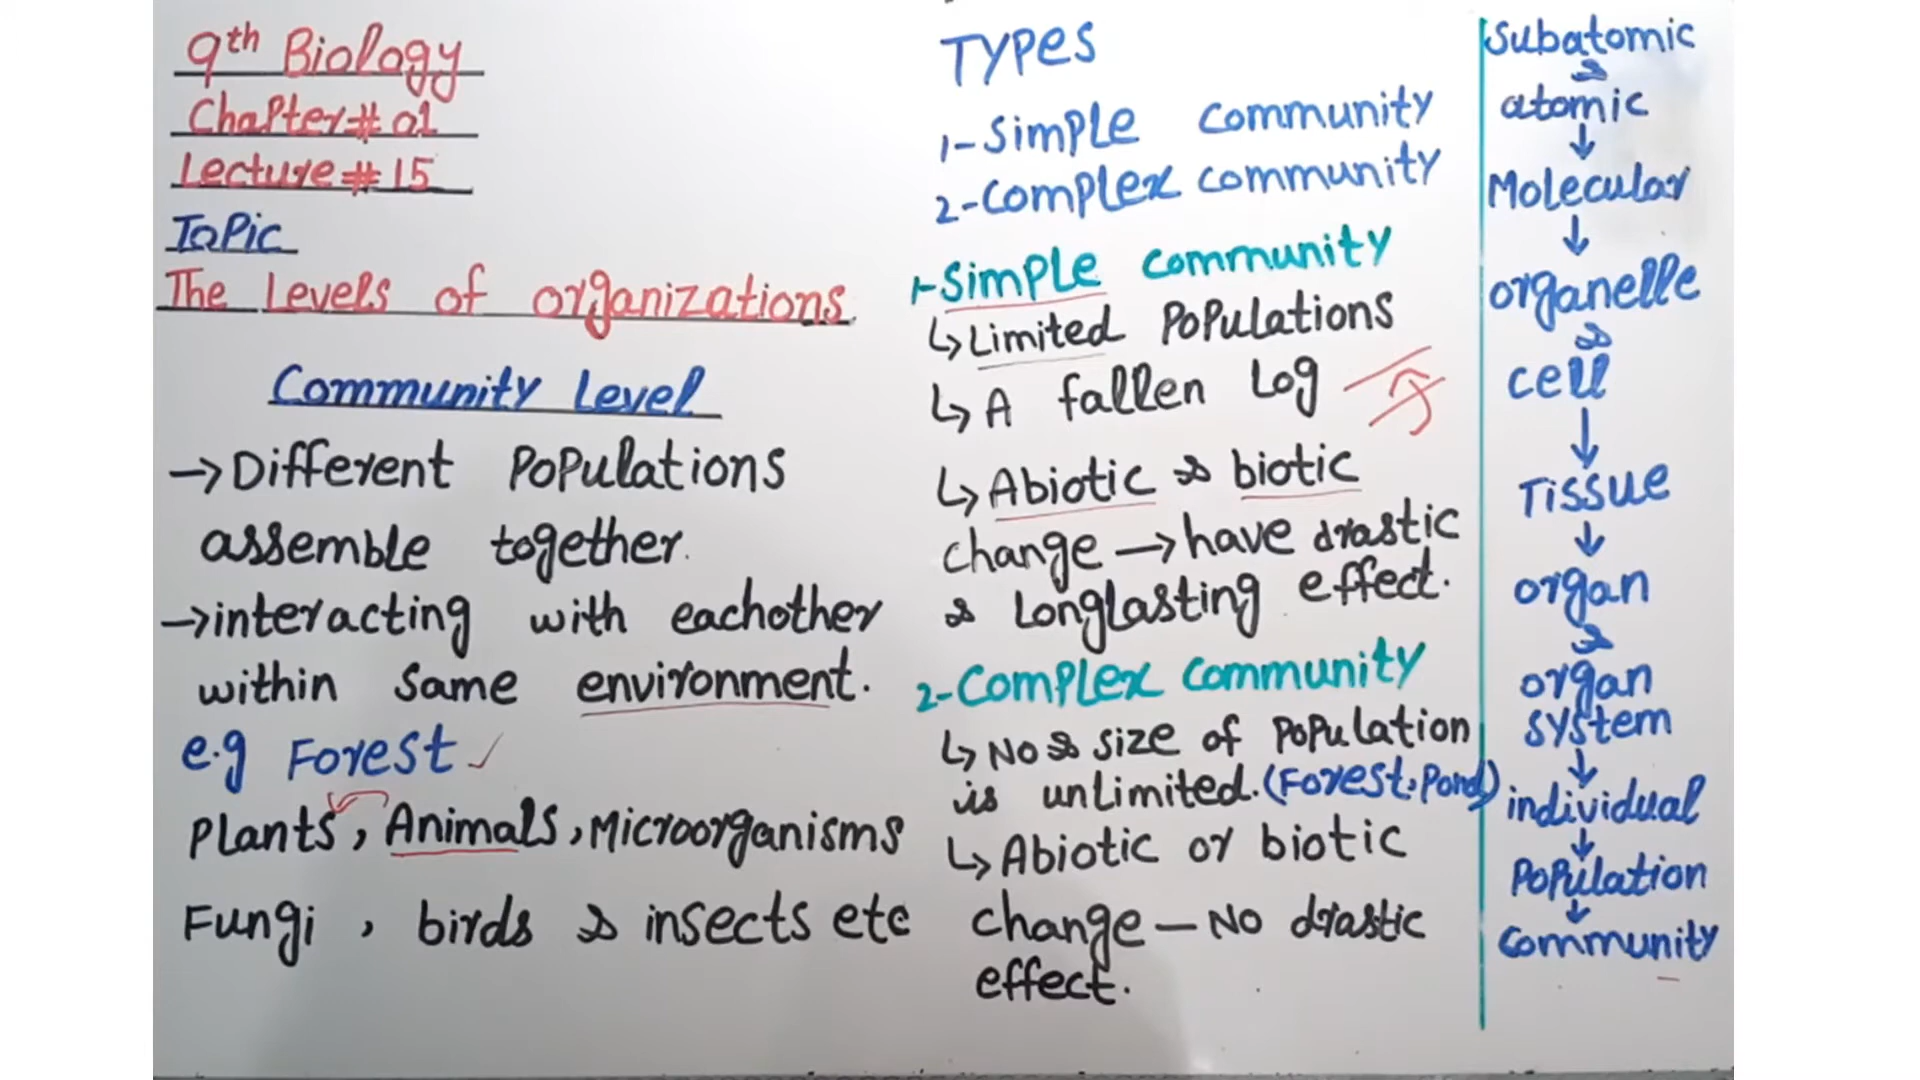 9th Biology
Chapter# 01
Lecture# 15
Topic
The Levels of organizations
Community Level
→Different Populations
assemble together.
→interacting with eachother
within same environment.
e.g Forest
Plants, Animals, Microorganisms
Fungi, birds & insects etc
TYPES
1-Simple community
2-Complex community
1-Simple community
↳Limited Populations
↳A fallen Log
↳Abiotic & biotic
change → have drastic
& Longlasting effect.
2-Complex community
↳No & size of Population
is unlimited. (Forest, Pond)
↳Abiotic or biotic
change — No drastic
effect.
Subatomic
&
atomic
↓
Molecular
↓
organelle
&
cell
↓
Tissue
↓
organ
&
organ
system
↓
individual
↓
Population
↓
community